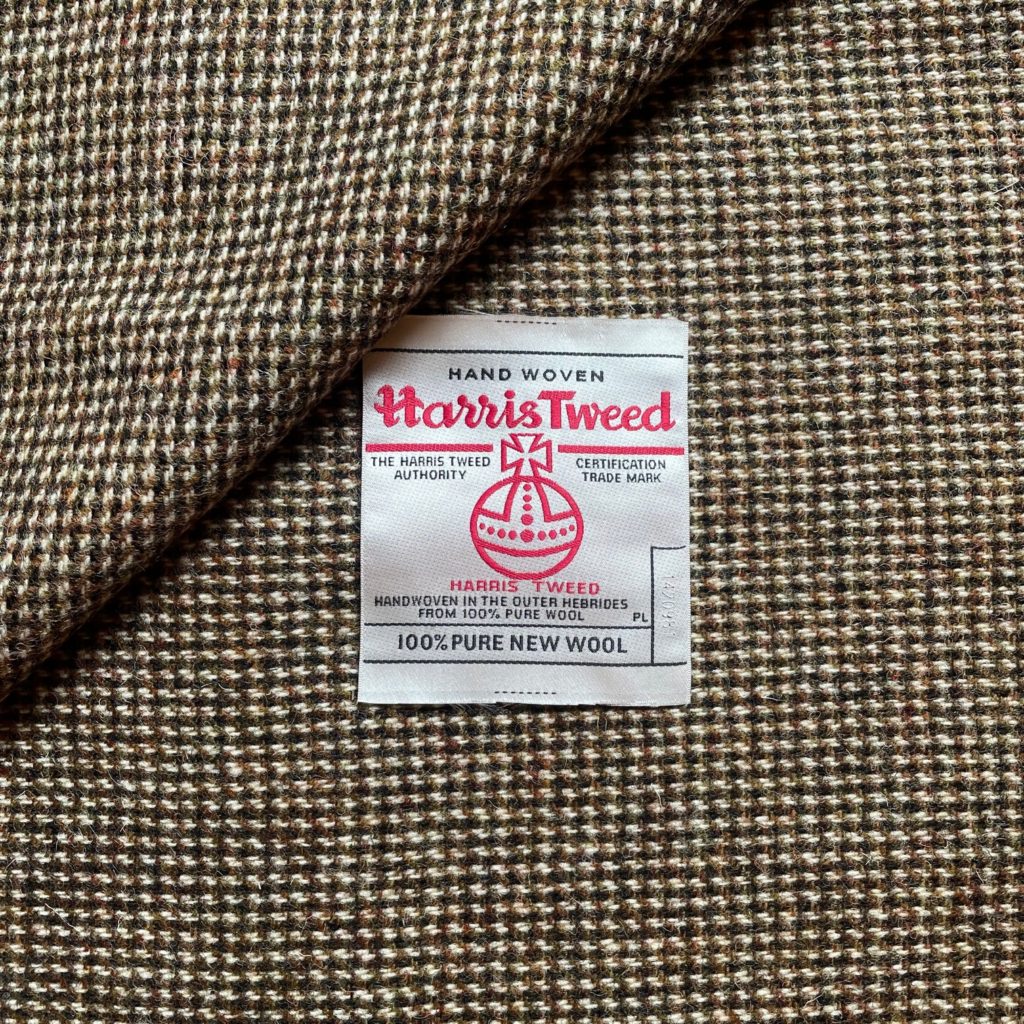 HAND WOVEN
Harris Tweed
THE HARRIS TWEED AUTHORITY
CERTIFICATION TRADE MARK
HARRIS TWEED
HANDWOVEN IN THE OUTER HEBRIDES
FROM 100% PURE WOOL
PL
100% PURE NEW WOOL